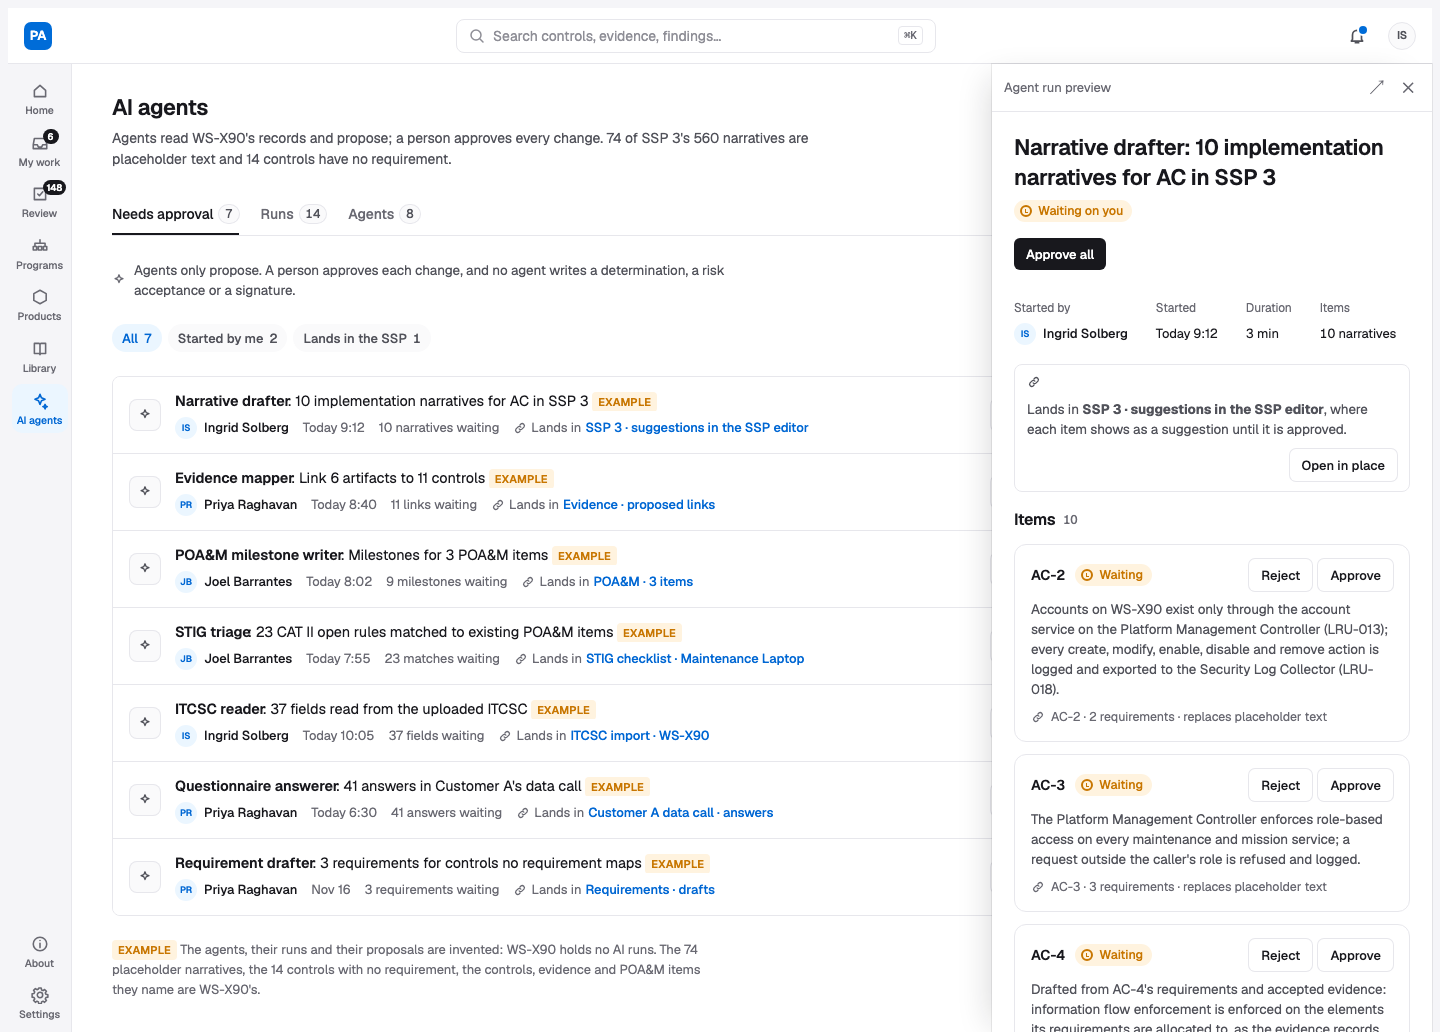 PA
Search controls, evidence, findings...
⌘K
IS
Home
6
My work
148
Review
Programs
Products
Library
AI agents
About
Settings
AI agents
Agents read WS-X90's records and propose; a person approves every change. 74 of SSP 3's 560 narratives are
placeholder text and 14 controls have no requirement.
Needs approval 7 Runs 14 Agents 8
Agents only propose. A person approves each change, and no agent writes a determination, a risk
acceptance or a signature.
All 7 Started by me 2 Lands in the SSP 1
Narrative drafter: 10 implementation narratives for AC in SSP 3 EXAMPLE
IS Ingrid Solberg Today 9:12 10 narratives waiting Lands in SSP 3 · suggestions in the SSP editor
Evidence mapper: Link 6 artifacts to 11 controls EXAMPLE
PR Priya Raghavan Today 8:40 11 links waiting Lands in Evidence · proposed links
POA&M milestone writer: Milestones for 3 POA&M items EXAMPLE
JB Joel Barrantes Today 8:02 9 milestones waiting Lands in POA&M · 3 items
STIG triage: 23 CAT II open rules matched to existing POA&M items EXAMPLE
JB Joel Barrantes Today 7:55 23 matches waiting Lands in STIG checklist · Maintenance Laptop
ITCSC reader: 37 fields read from the uploaded ITCSC EXAMPLE
IS Ingrid Solberg Today 10:05 37 fields waiting Lands in ITCSC import · WS-X90
Questionnaire answerer: 41 answers in Customer A's data call EXAMPLE
PR Priya Raghavan Today 6:30 41 answers waiting Lands in Customer A data call · answers
Requirement drafter: 3 requirements for controls no requirement maps EXAMPLE
PR Priya Raghavan Nov 16 3 requirements waiting Lands in Requirements · drafts
EXAMPLE The agents, their runs and their proposals are invented: WS-X90 holds no AI runs. The 74
placeholder narratives, the 14 controls with no requirement, the controls, evidence and POA&M items
they name are WS-X90's.
Agent run preview
Narrative drafter: 10 implementation
narratives for AC in SSP 3
Waiting on you
Approve all
Started by Started Duration Items
IS Ingrid Solberg Today 9:12 3 min 10 narratives
Lands in SSP 3 · suggestions in the SSP editor, where
each item shows as a suggestion until it is approved.
Open in place
Items 10
AC-2 Waiting Reject Approve
Accounts on WS-X90 exist only through the account
service on the Platform Management Controller (LRU-013);
every create, modify, enable, disable and remove action is
logged and exported to the Security Log Collector (LRU-
018).
AC-2 · 2 requirements · replaces placeholder text
AC-3 Waiting Reject Approve
The Platform Management Controller enforces role-based
access on every maintenance and mission service; a
request outside the caller's role is refused and logged.
AC-3 · 3 requirements · replaces placeholder text
AC-4 Waiting Reject Approve
Drafted from AC-4's requirements and accepted evidence:
information flow enforcement is enforced on the elements
its requirements are allocated to, as the evidence records